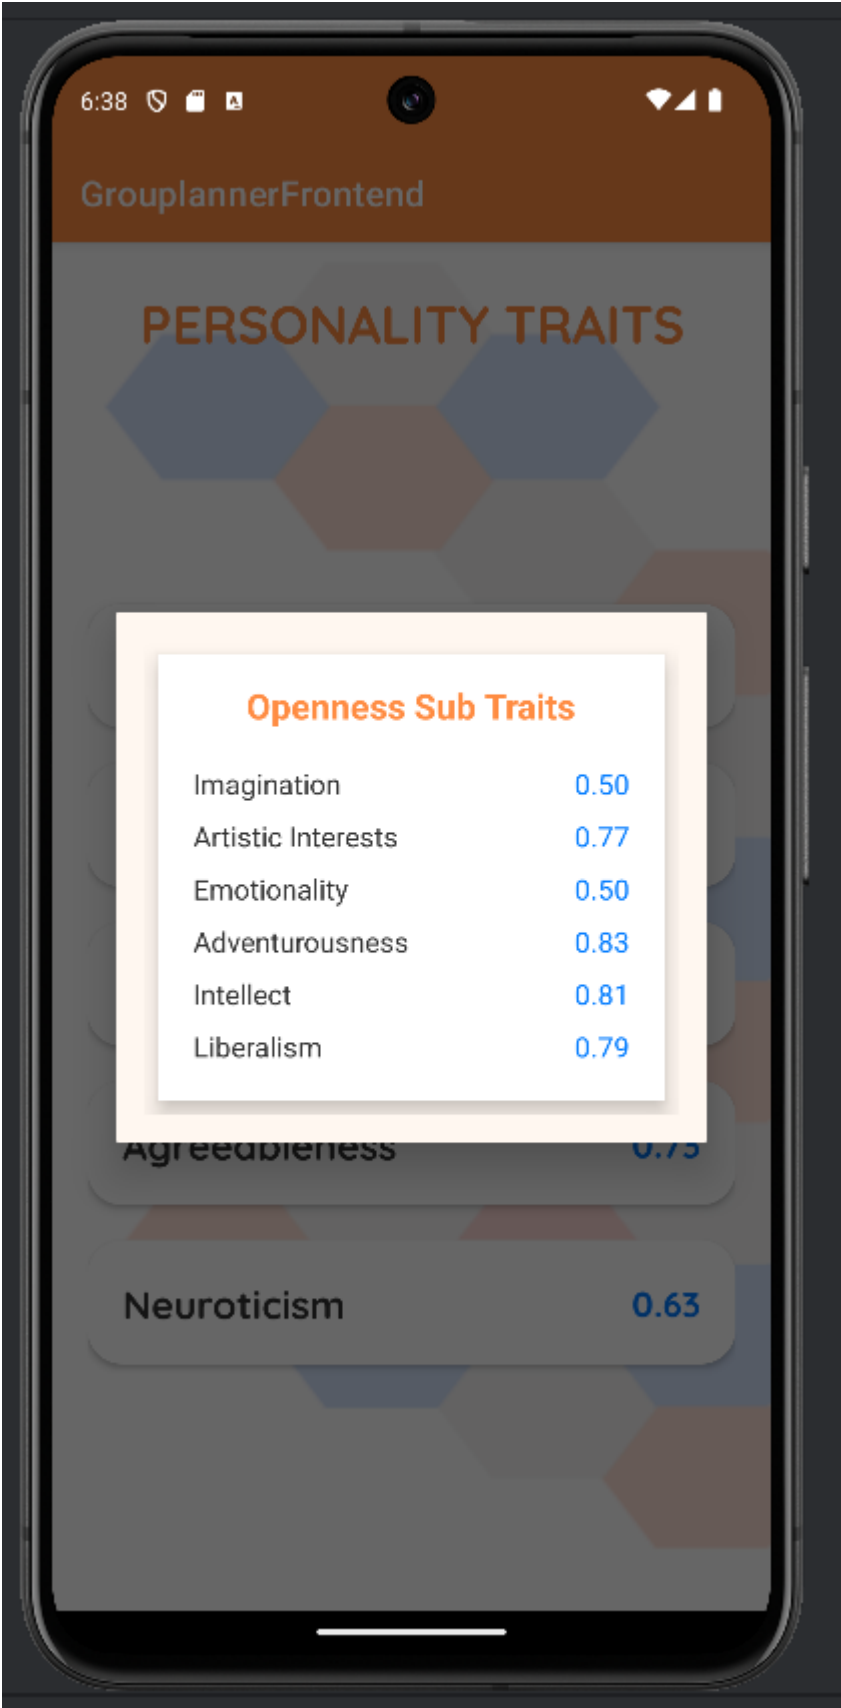 6:38
GrouplannerFrontend
PERSONALITY TRAITS
Openness Sub Traits
Imagination 0.50
Artistic Interests 0.77
Emotionality 0.50
Adventurousness 0.83
Intellect 0.81
Liberalism 0.79
Agreeableness
Neuroticism 0.63